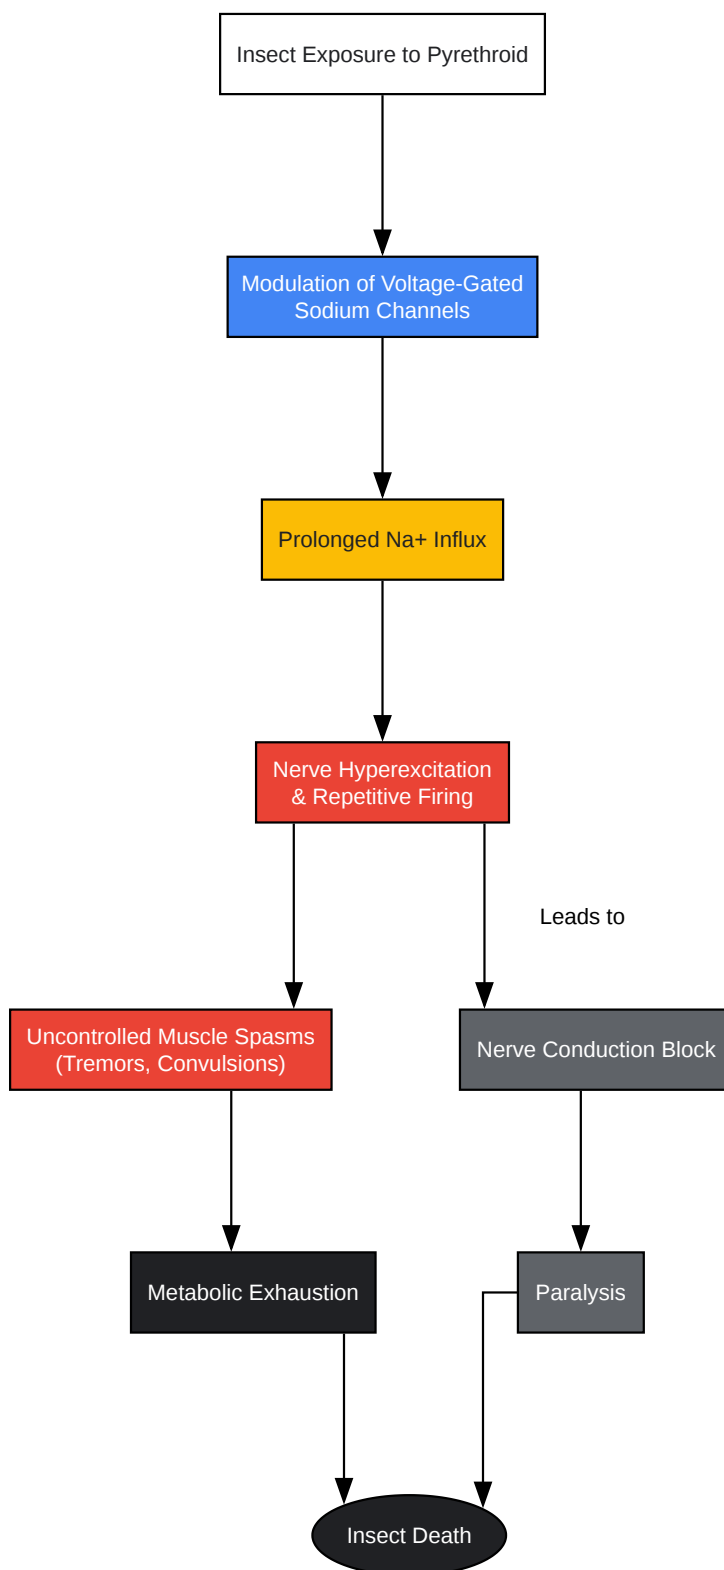 Insect Exposure to Pyrethroid
Modulation of Voltage-Gated
Sodium Channels
Prolonged Na+ Influx
Nerve Hyperexcitation
& Repetitive Firing
Leads to
Uncontrolled Muscle Spasms
(Tremors, Convulsions)
Nerve Conduction Block
Metabolic Exhaustion
Paralysis
Insect Death